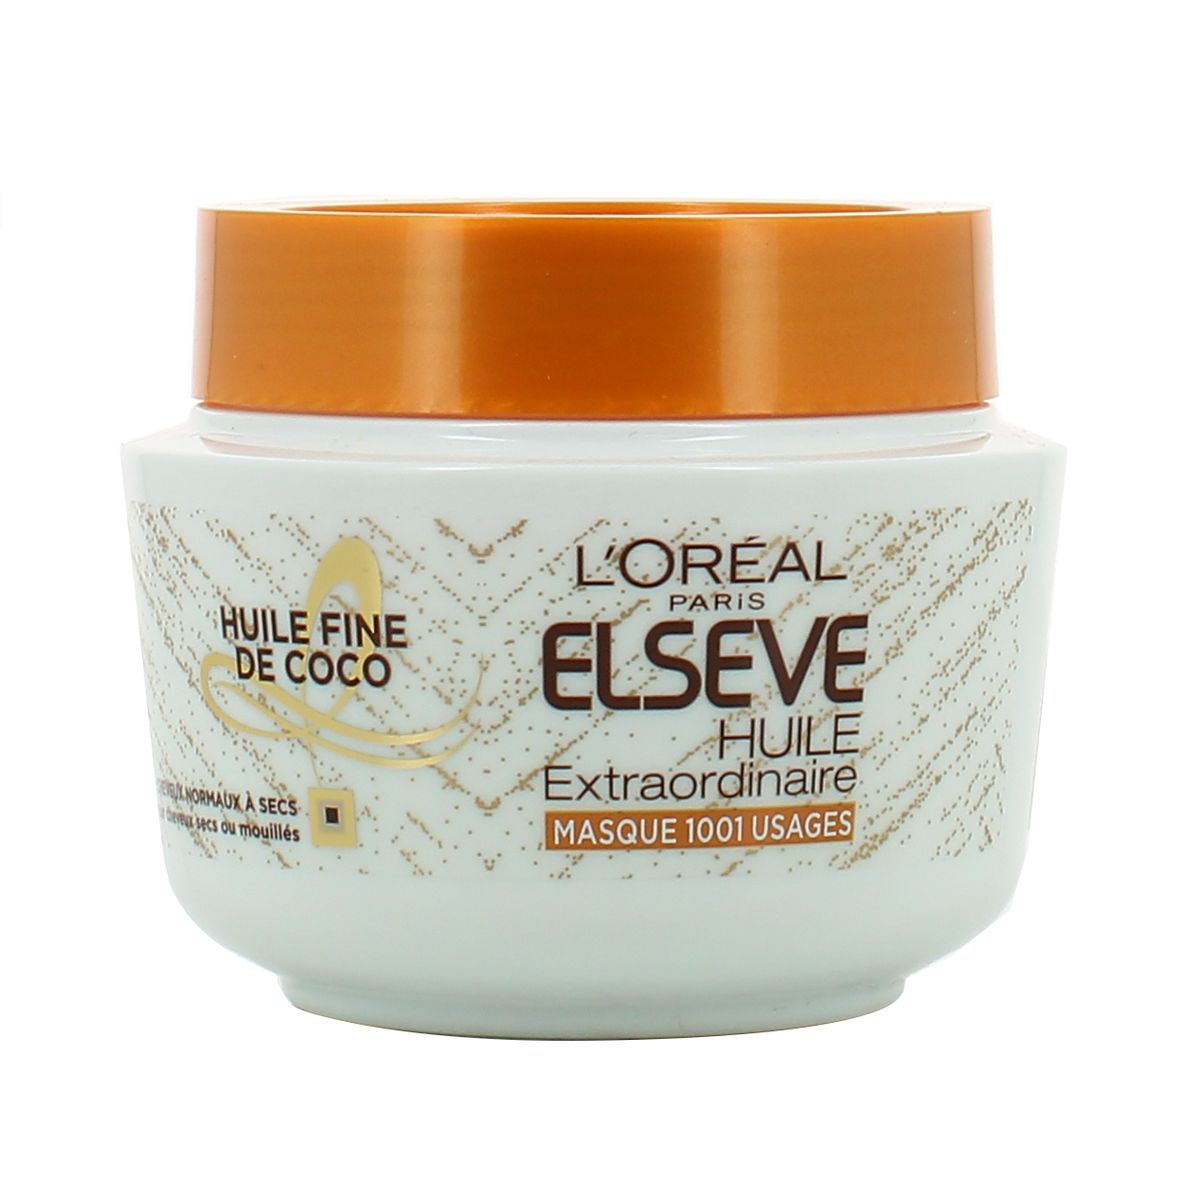 L'ORÉAL
PARIS
ELSEVE
HUILE
Extraordinaire
MASQUE 1001 USAGES
HUILE FINE
DE COCO
NORMAUX À SECS
cheveux secs ou mouillés